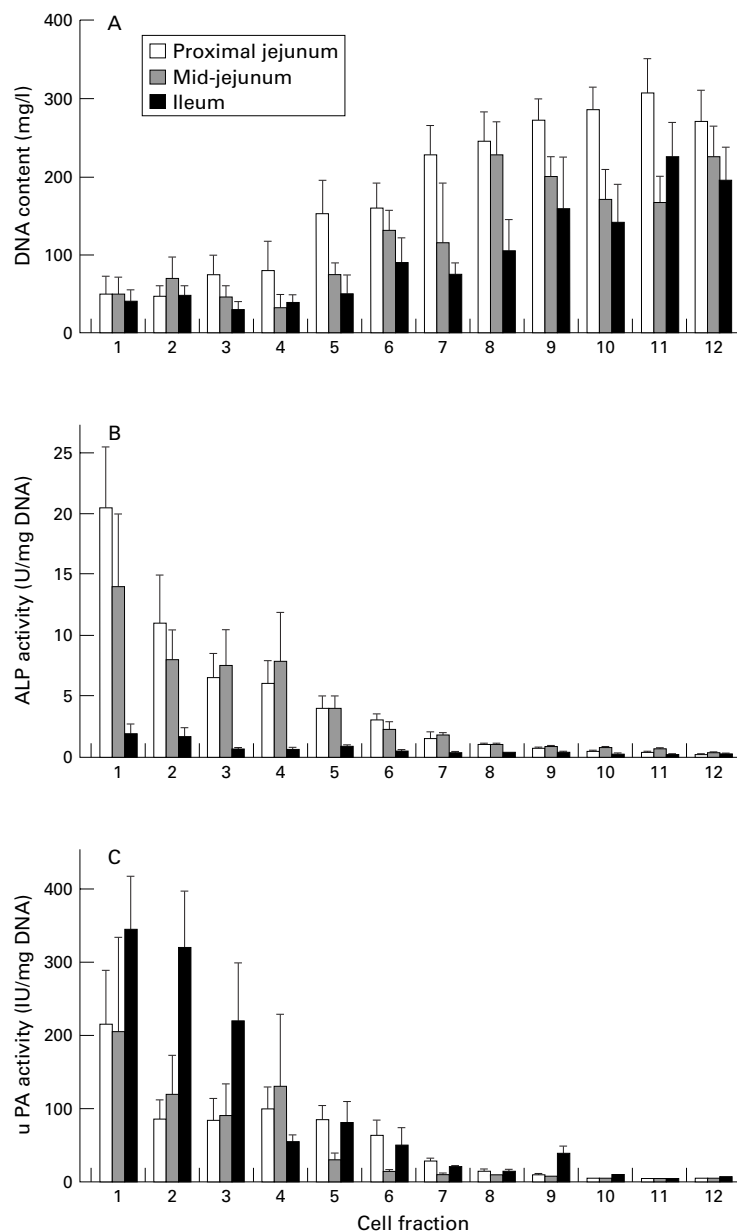 A
Proximal jejunum
Mid-jejunum
Ileum
DNA content (mg/l)
400
300
200
100
0
1 2 3 4 5 6 7 8 9 10 11 12
B
ALP activity (U/mg DNA)
25
20
15
10
5
0
1 2 3 4 5 6 7 8 9 10 11 12
C
u PA activity (IU/mg DNA)
400
300
200
100
0
1 2 3 4 5 6 7 8 9 10 11 12
Cell fraction